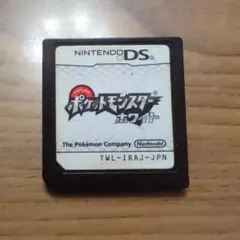 NINTENDO DS
ポケットモンスター
ホワイト
The Pokémon Company Nintendo
TWL-IRAJ-JPN